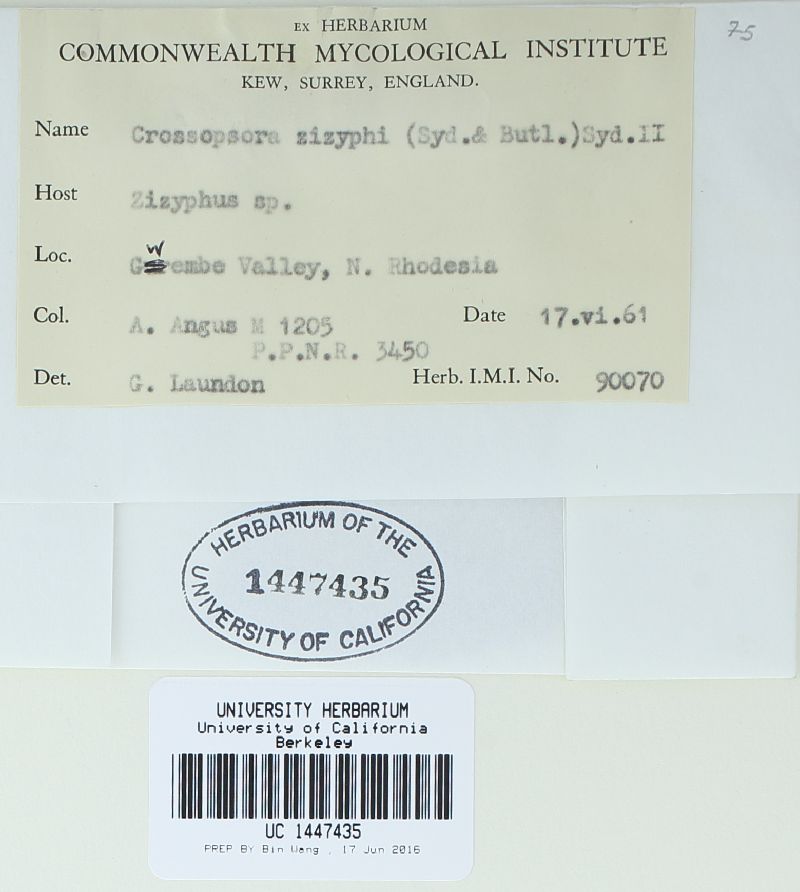 75
EX HERBARIUM
COMMONWEALTH MYCOLOGICAL INSTITUTE
KEW, SURREY, ENGLAND.
Name Crossopsora zizyphi (Syd.& Butl.)Syd.II
Host Zizyphus sp.
Loc. Gwembe Valley, N. Rhodesia
Col. A. Angus M 1205 Date 17.vi.61
P.P.N.R. 3450
Det. G. Laundon Herb. I.M.I. No. 90070
HERBARIUM OF THE
1447435
UNIVERSITY OF CALIFORNIA
UNIVERSITY HERBARIUM
University of California
Berkeley
UC 1447435
PREP BY Bin Wang , 17 Jun 2016